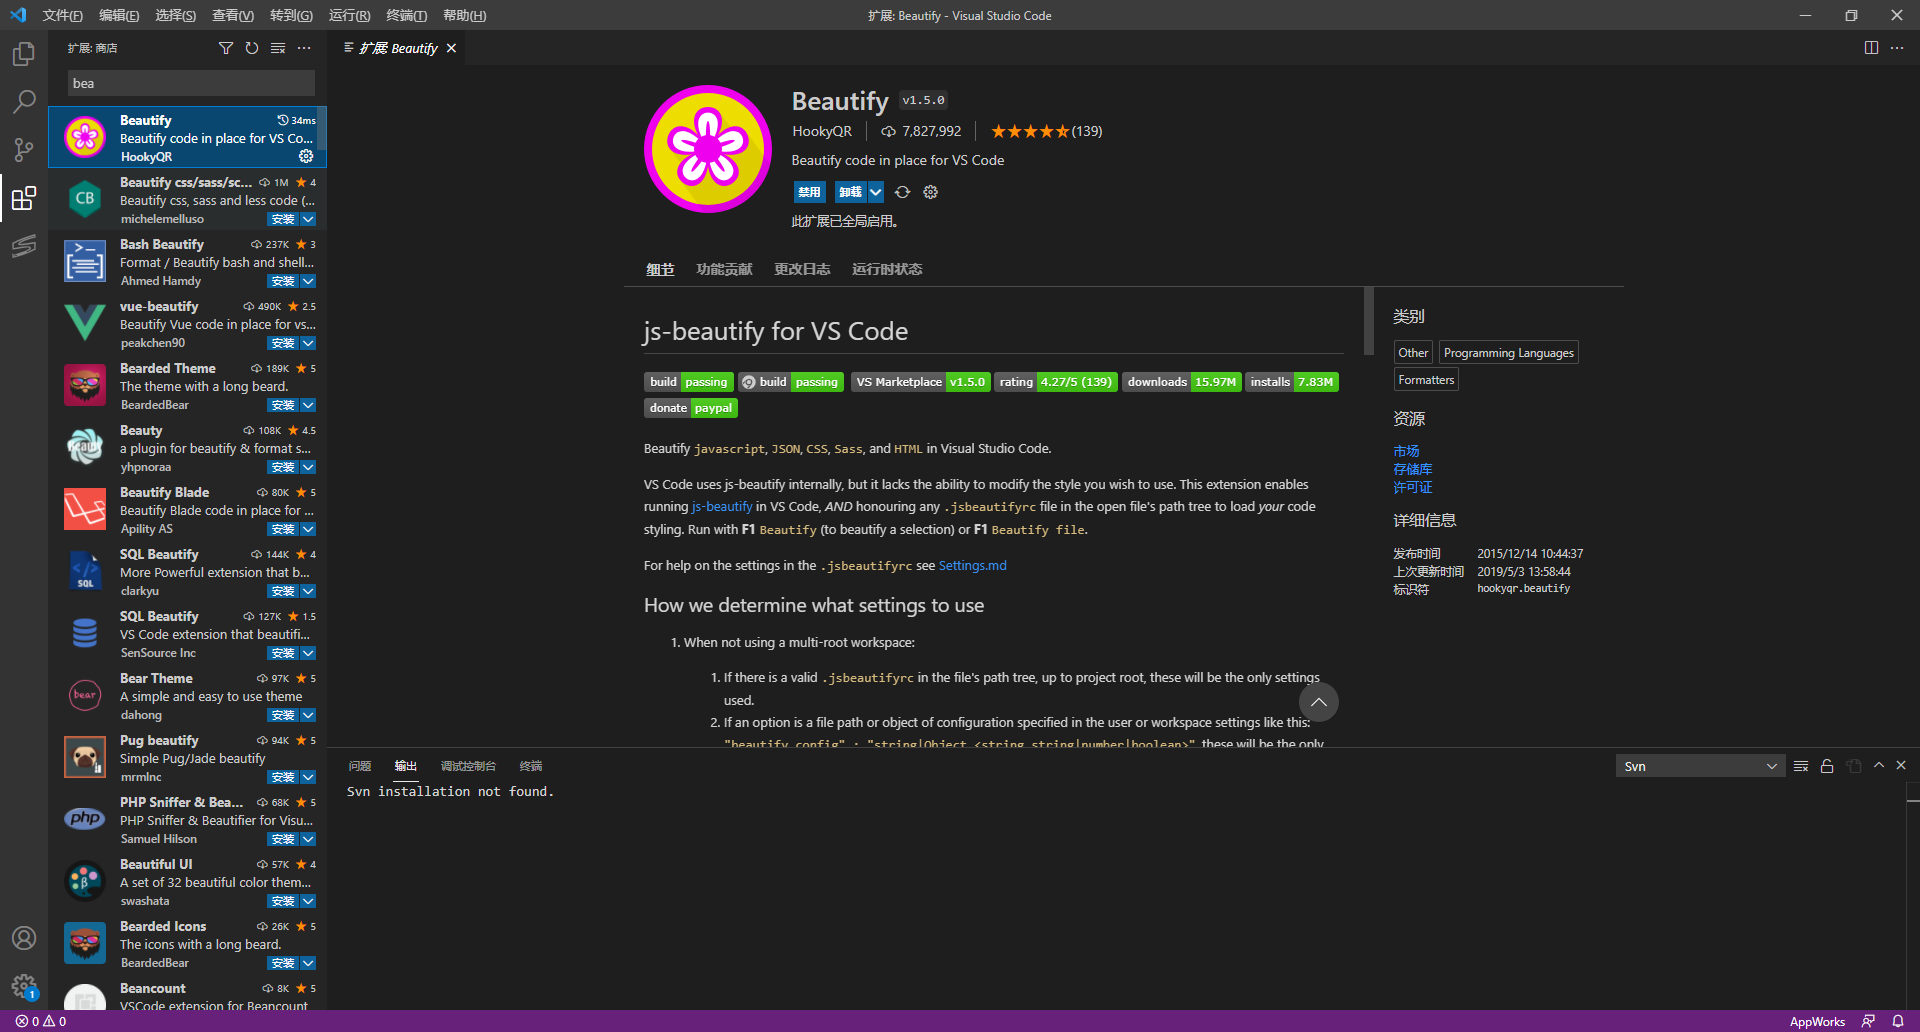 文件(F) 编辑(E) 选择(S) 查看(V) 转到(G) 运行(R) 终端(T) 帮助(H)
扩展: Beautify - Visual Studio Code
扩展: 商店
bea
Beautify 34ms
Beautify code in place for VS Co...
HookyQR
CB
Beautify css/sass/sc... 1M 4
Beautify css, sass and less code (...
michelemelluso 安装
Bash Beautify 237K 3
Format / Beautify bash and shell...
Ahmed Hamdy 安装
vue-beautify 490K 2.5
Beautify Vue code in place for vs...
peakchen90 安装
Bearded Theme 189K 5
The theme with a long beard.
BeardedBear 安装
Beauty 108K 4.5
a plugin for beautify & format s...
yhpnoraa 安装
Beautify Blade 80K 5
Beautify Blade code in place for ...
Apility AS 安装
SQL
SQL Beautify 144K 4
More Powerful extension that b...
clarkyu 安装
SQL Beautify 127K 1.5
VS Code extension that beautifi...
SenSource Inc 安装
bear
Bear Theme 97K 5
A simple and easy to use theme
dahong 安装
Pug beautify 94K 5
Simple Pug/Jade beautify
mrmlnc 安装
php
PHP Sniffer & Bea... 68K 5
PHP Sniffer & Beautifier for Visu...
Samuel Hilson 安装
Beautiful UI 57K 4
A set of 32 beautiful color them...
swashata 安装
Bearded Icons 26K 5
The icons with a long beard.
BeardedBear 安装
Beancount 8K 5
VSCode extension for Beancount
1
扩展: Beautify
Beautify v1.5.0
HookyQR 7,827,992 (139)
Beautify code in place for VS Code
禁用 卸载
此扩展已全局启用。
细节 功能贡献 更改日志 运行时状态
js-beautify for VS Code
build passing build passing VS Marketplace v1.5.0 rating 4.27/5 (139) downloads 15.97M installs 7.83M
donate paypal
Beautify javascript, JSON, CSS, Sass, and HTML in Visual Studio Code.
VS Code uses js-beautify internally, but it lacks the ability to modify the style you wish to use. This extension enables
running js-beautify in VS Code, AND honouring any .jsbeautifyrc file in the open file's path tree to load your code
styling. Run with F1 Beautify (to beautify a selection) or F1 Beautify file.
For help on the settings in the .jsbeautifyrc see Settings.md
How we determine what settings to use
1. When not using a multi-root workspace:
1. If there is a valid .jsbeautifyrc in the file's path tree, up to project root, these will be the only settings
used.
2. If an option is a file path or object of configuration specified in the user or workspace settings like this:
"beautify.config" : "string|Object.<string,string|number|boolean>", these will be the only
类别
Other Programming Languages
Formatters
资源
市场
存储库
许可证
详细信息
发布时间 2015/12/14 10:44:37
上次更新时间 2019/5/3 13:58:44
标识符 hookyqr.beautify
问题 输出 调试控制台 终端
Svn
Svn installation not found.
0 0
AppWorks